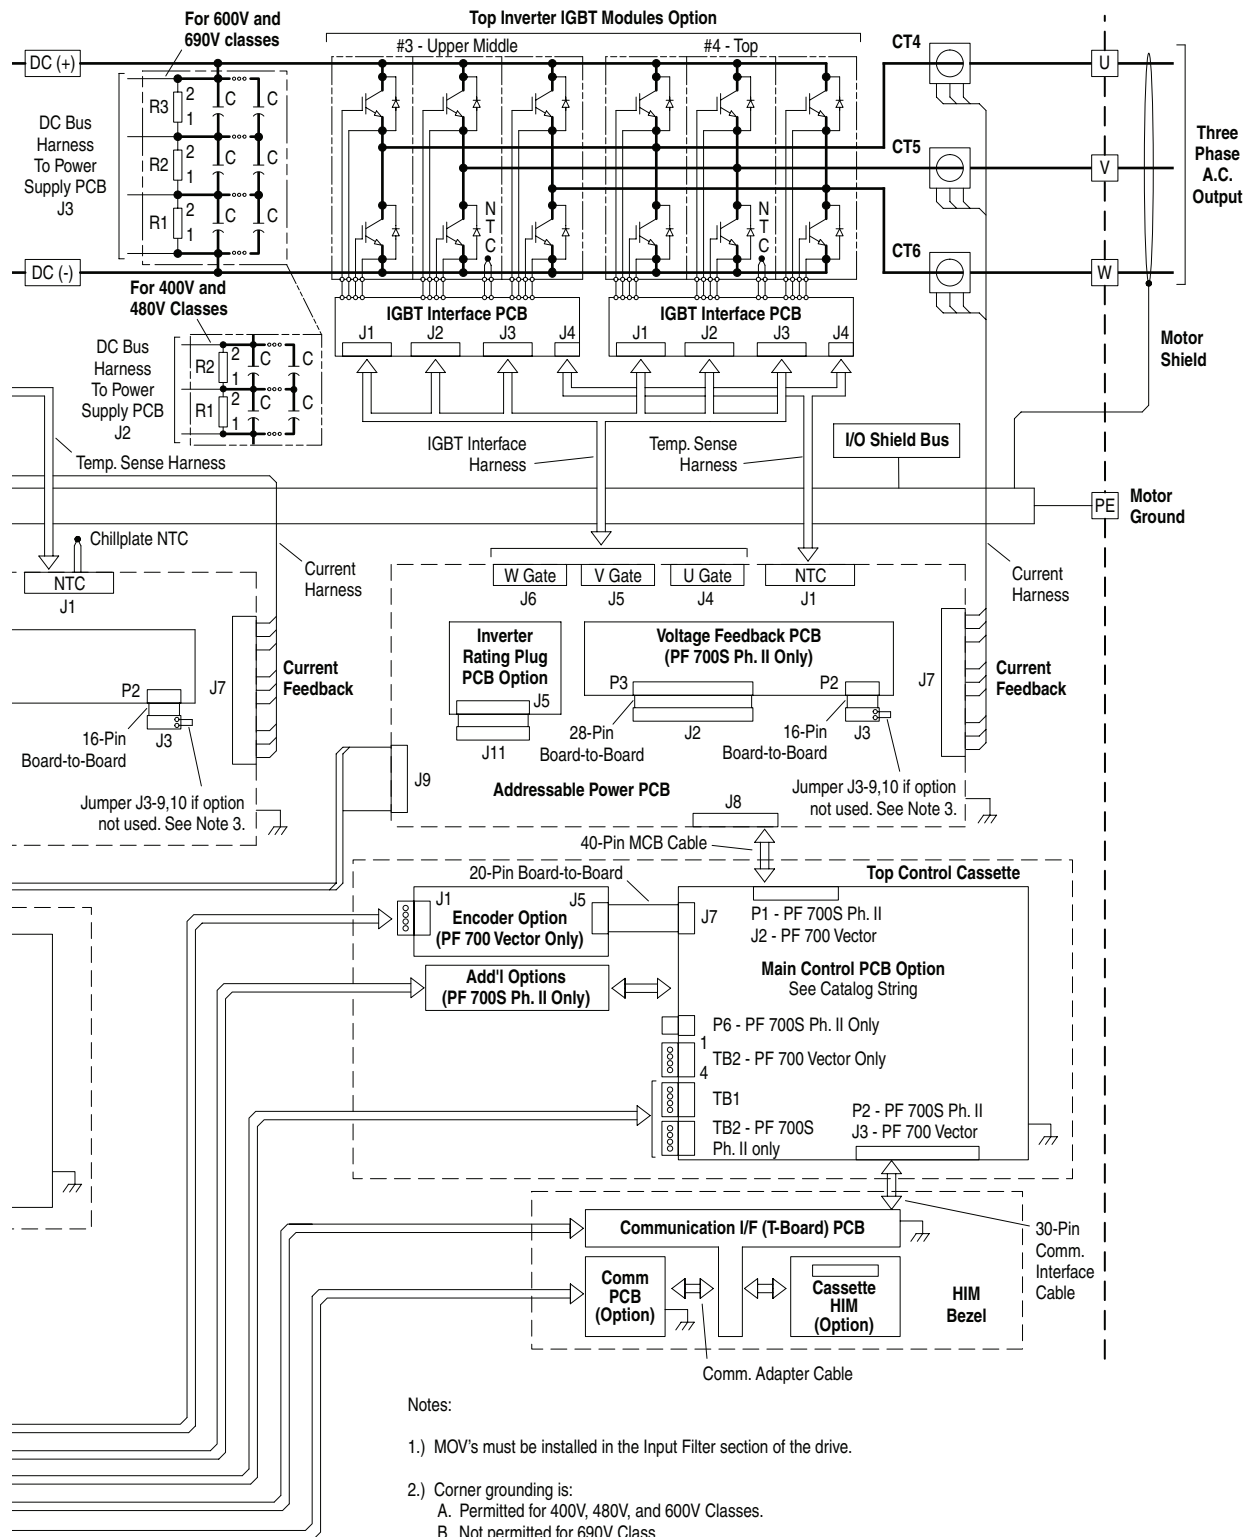 For 600V and
690V classes
Top Inverter IGBT Modules Option
#3 - Upper Middle
#4 - Top
CT4
DC (+)
U
R3
2
1
C
C
DC Bus
Harness
To Power
Supply PCB
J3
R2
2
1
C
C
R1
2
1
C
C
CT5
V
Three
Phase
A.C.
Output
N
T
C
N
T
C
CT6
DC (-)
W
For 400V and
480V Classes
IGBT Interface PCB
J1
J2
J3
J4
IGBT Interface PCB
J1
J2
J3
J4
DC Bus
Harness
To Power
Supply PCB
J2
R2
2
1
C
C
R1
2
1
C
C
Motor
Shield
Temp. Sense Harness
IGBT Interface
Harness
Temp. Sense
Harness
I/O Shield Bus
PE
Motor
Ground
Chillplate NTC
NTC
J1
Current
Harness
W Gate
J6
V Gate
J5
U Gate
J4
NTC
J1
Current
Harness
P2
16-Pin
Board-to-Board
J3
J7
Current
Feedback
Jumper J3-9,10 if option
not used. See Note 3.
Inverter
Rating Plug
PCB Option
J5
J11
Voltage Feedback PCB
(PF 700S Ph. II Only)
P3
P2
28-Pin
Board-to-Board
J2
16-Pin
Board-to-Board
J3
J7
Current
Feedback
J9
Addressable Power PCB
Jumper J3-9,10 if option
not used. See Note 3.
J8
40-Pin MCB Cable
20-Pin Board-to-Board
Top Control Cassette
J1
J5
Encoder Option
(PF 700 Vector Only)
J7
P1 - PF 700S Ph. II
J2 - PF 700 Vector
Add'l Options
(PF 700S Ph. II Only)
Main Control PCB Option
See Catalog String
P6 - PF 700S Ph. II Only
1
TB2 - PF 700 Vector Only
4
TB1
TB2 - PF 700S
Ph. II only
P2 - PF 700S Ph. II
J3 - PF 700 Vector
Communication I/F (T-Board) PCB
30-Pin
Comm.
Interface
Cable
Comm
PCB
(Option)
Cassette
HIM
(Option)
HIM
Bezel
Comm. Adapter Cable
Notes:
1.) MOV's must be installed in the Input Filter section of the drive.
2.) Corner grounding is:
A. Permitted for 400V, 480V, and 600V Classes.
B. Not permitted for 690V Class